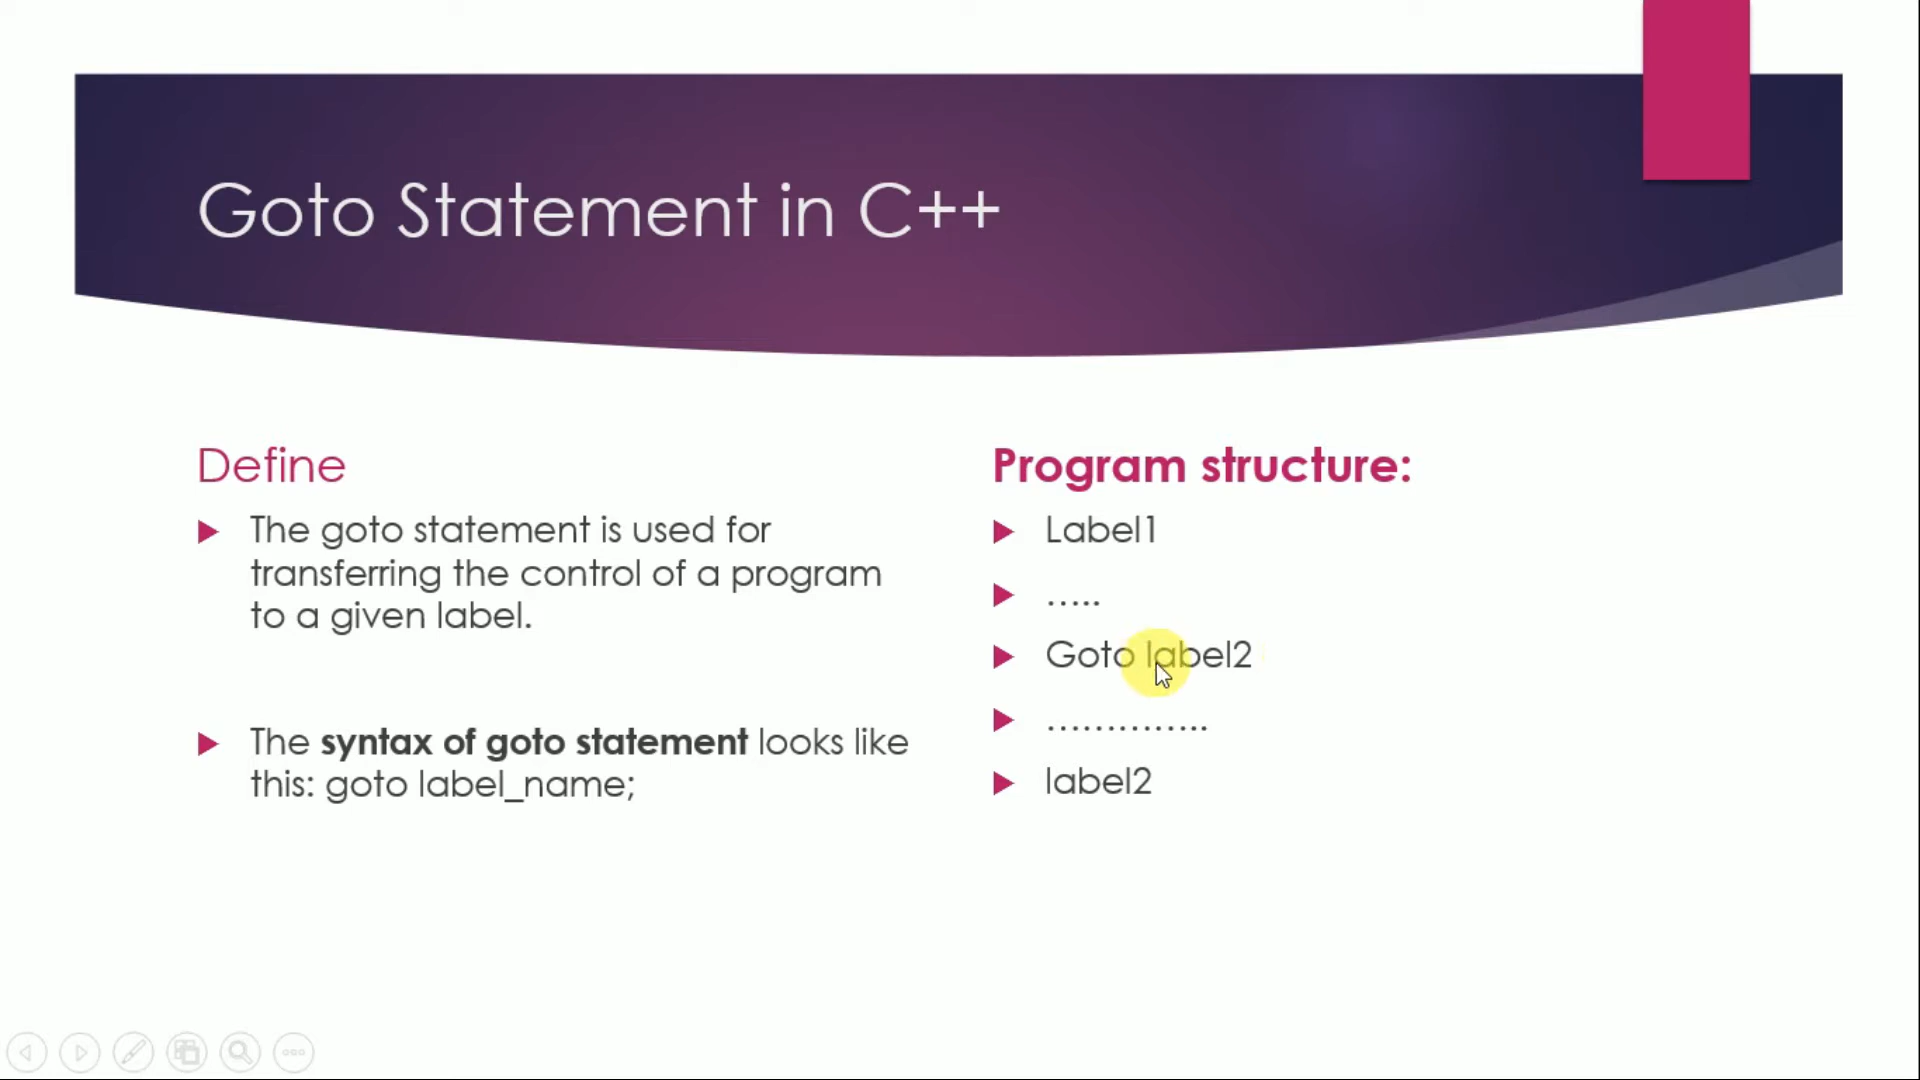 Goto Statement in C++
Define
The goto statement is used for
transferring the control of a program
to a given label.
The syntax of goto statement looks like
this: goto label_name;
Program structure:
Label1
…..
Goto label2
…………..
label2